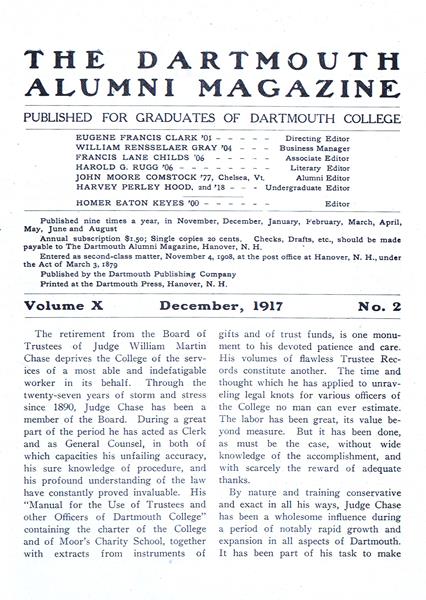 THE DARTMOUTH
ALUMNI MAGAZINE
PUBLISHED FOR GRADUATES OF DARTMOUTH COLLEGE
EUGENE FRANCIS CLARK '01 - - - - - Directing Editor
WILLIAM RENSSELAER GRAY '04 - - - - Business Manager
FRANCIS LANE CHILDS '06 - - - - - Associate Editor
HAROLD G. RUGG '06 - - - - - - Literary Editor
JOHN MOORE COMSTOCK '77, Chelsea, Vt. Alumni Editor
HARVEY PERLEY HOOD, 2nd '18 - - - Undergraduate Editor
HOMER EATON KEYES '00 - - - - - Editor
Published nine times a year, in November, December, January, February, March, April,
May, June and August
Annual subscription $1.50; Single copies 20 cents. Checks, Drafts, etc., should be made
payable to The Dartmouth Alumni Magazine, Hanover, N. H.
Entered as second-class matter, November 4, 1908, at the post office at Hanover, N. H., under
the Act of March 3, 1879
Published by the Dartmouth Publishing Company
Printed at the Dartmouth Press, Hanover, N. H.
Volume X December, 1917 No. 2
The retirement from the Board of
Trustees of Judge William Martin
Chase deprives the College of the serv-
ices of a most able and indefatigable
worker in its behalf. Through the
twenty-seven years of storm and stress
since 1890, Judge Chase has been a
member of the Board. During a great
part of the period he has acted as Clerk
and as General Counsel, in both of
which capacities his unfailing accuracy,
his sure knowledge of procedure, and
his profound understanding of the law
have constantly proved invaluable. His
"Manual for the Use of Trustees and
other Officers of Dartmouth College"
containing the charter of the College
and of Moor's Charity School, together
with extracts from instruments of
gifts and of trust funds, is one monu-
ment to his devoted patience and care.
His volumes of flawless Trustee Rec-
ords constitute another. The time and
thought which he has applied to unrav-
eling legal knots for various officers of
the College no man can ever estimate.
The labor has been great, its value be-
yond measure. But it has been done,
as must be the case, without wide
knowledge of the accomplishment, and
with scarcely the reward of adequate
thanks.
By nature and training conservative
and exact in all his ways, Judge Chase
has been a wholesome influence during
a period of notably rapid growth and
expansion in all aspects of Dartmouth.
It has been part of his task to make